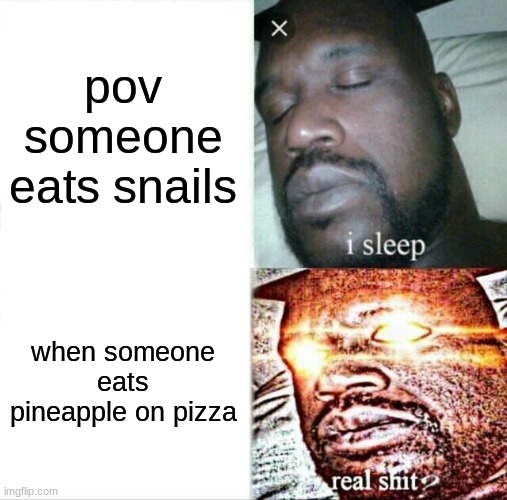 pov
someone
eats snails
i sleep
when someone
eats
pineapple on pizza
real shit?
imgflip.com